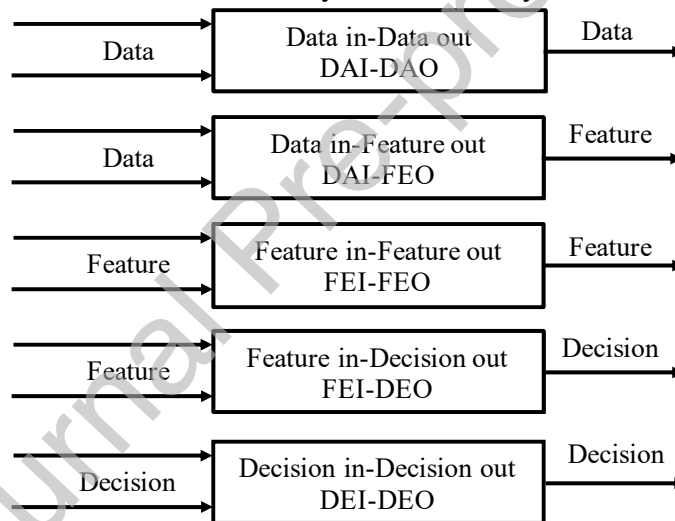 Data
Data in-Data out
DAI-DAO
Data
Data
Data in-Feature out
DAI-FEO
Feature
Feature
Feature in-Feature out
FEI-FEO
Feature
Feature
Feature in-Decision out
FEI-DEO
Decision
Decision
Decision in-Decision out
DEI-DEO
Decision